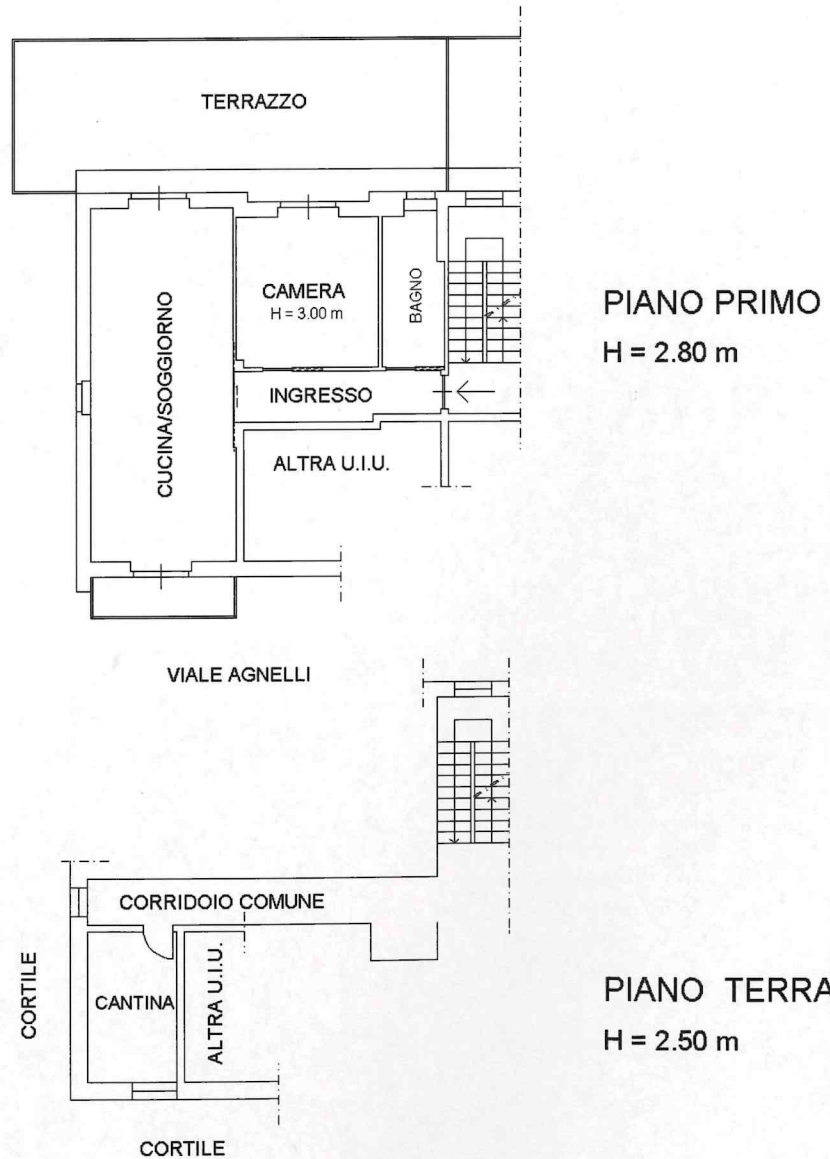 TERRAZZO
CUCINA/SOGGIORNO
CAMERA
H = 3.00 m
BAGNO
INGRESSO
ALTRA U.I.U.
PIANO PRIMO
H = 2.80 m
VIALE AGNELLI
CORRIDOIO COMUNE
CORTILE
CANTINA
ALTRA U.I.U.
CORTILE
PIANO TERRA
H = 2.50 m